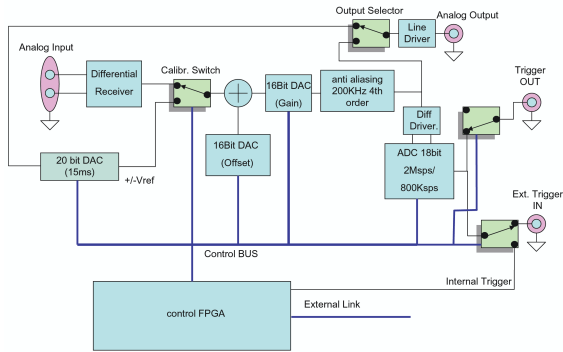 Output Selector
Analog Output
Line
Driver
Analog Input
Differential
Receiver
Calibr. Switch
16Bit DAC
(Gain)
anti aliasing
200KHz 4th
order
Trigger
OUT
Diff
Driver.
16Bit DAC
(Offset)
ADC 18bit
2Msps/
800Ksps
20 bit DAC
(15ms)
+/-Vref
Ext. Trigger
IN
Control BUS
Internal Trigger
control FPGA
External Link